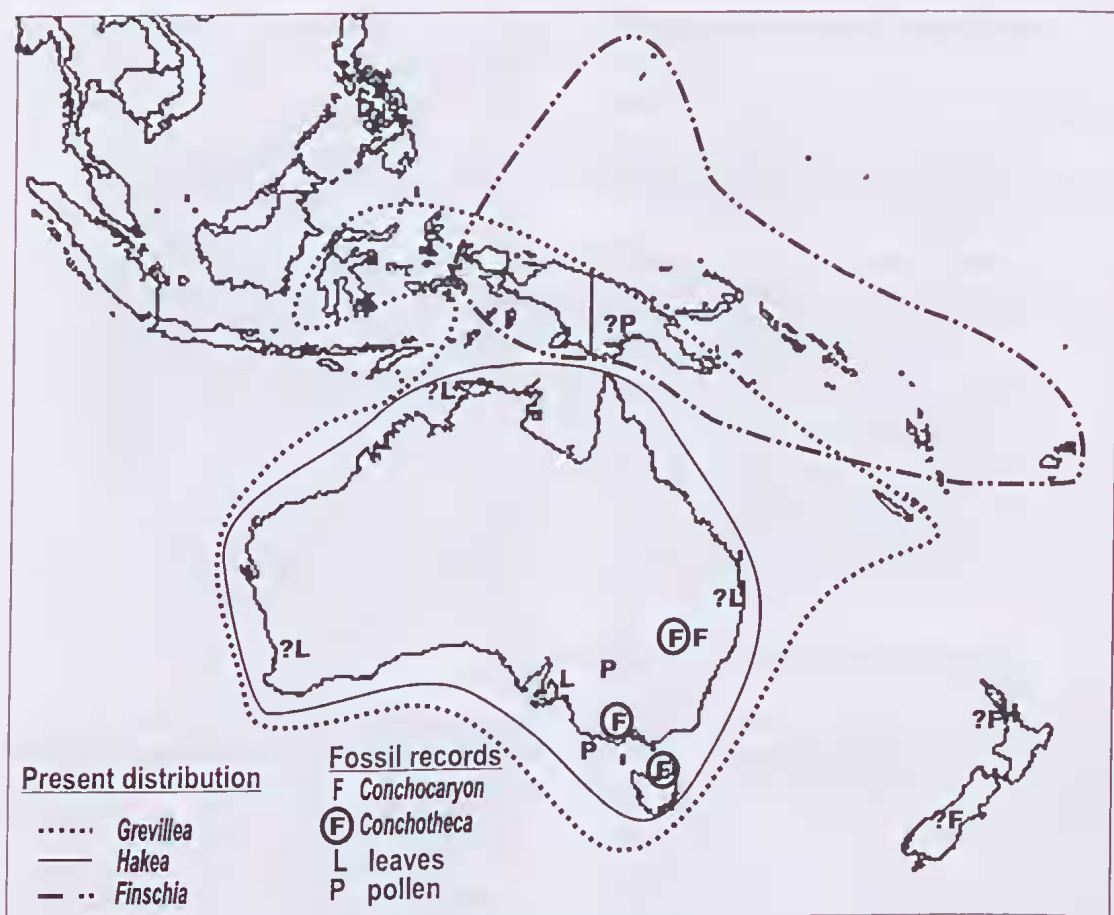 ?P
?L
?L
F F
?L
P
L
F
?F
P
F
?F
Present distribution
Grevillea
Hakea
Finschia
Fossil records
F Conchocaryon
F Conchotheca
L leaves
P pollen